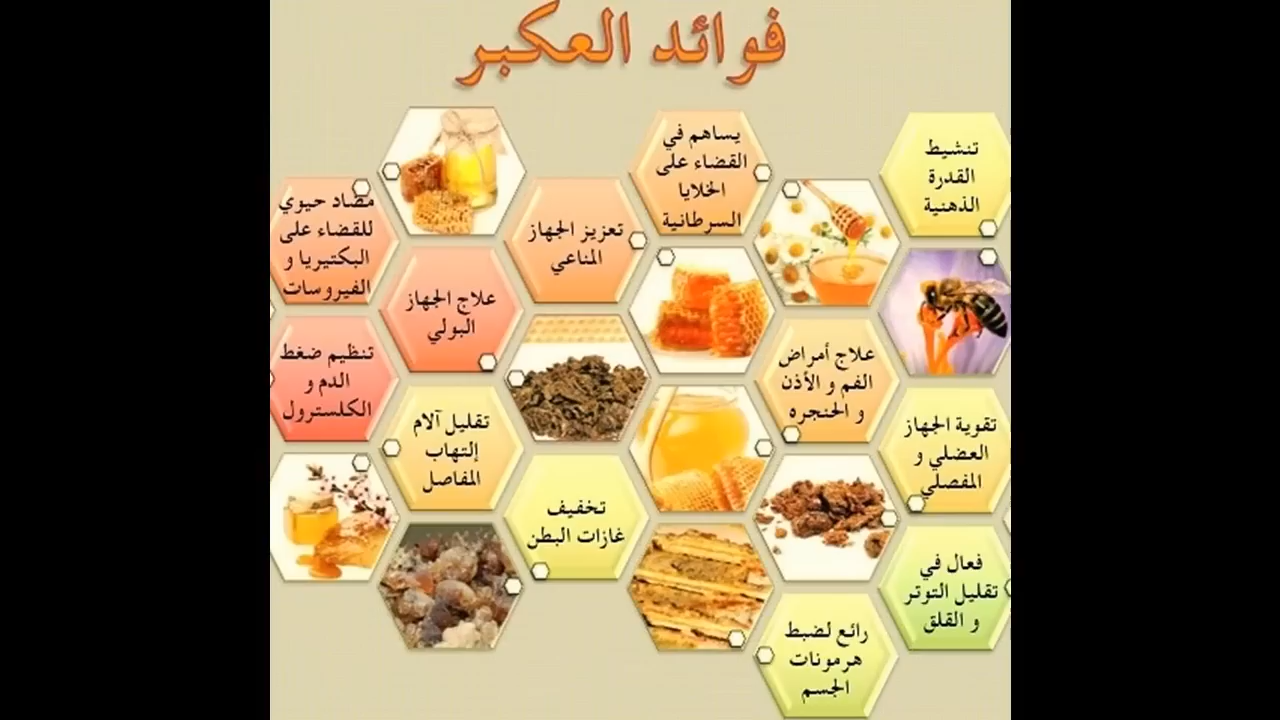 فوائد العكبر
تنشيط
القدرة
الذهنية
يساهم في
القضاء على
الخلايا
السرطانية
تعزيز الجهاز
المناعي
مضاد حيوي
للقضاء على
البكتيريا و
الفيروسات
علاج الجهاز
البولي
تنظيم ضغط
الدم و
الكلسترول
علاج أمراض
الفم و الأذن
و الحنجره
تقوية الجهاز
العضلي و
المفصلي
تقليل آلام
إلتهاب
المفاصل
تخفيف
غازات البطن
فعال في
تقليل التوتر
و القلق
رائع لضبط
هرمونات
الجسم